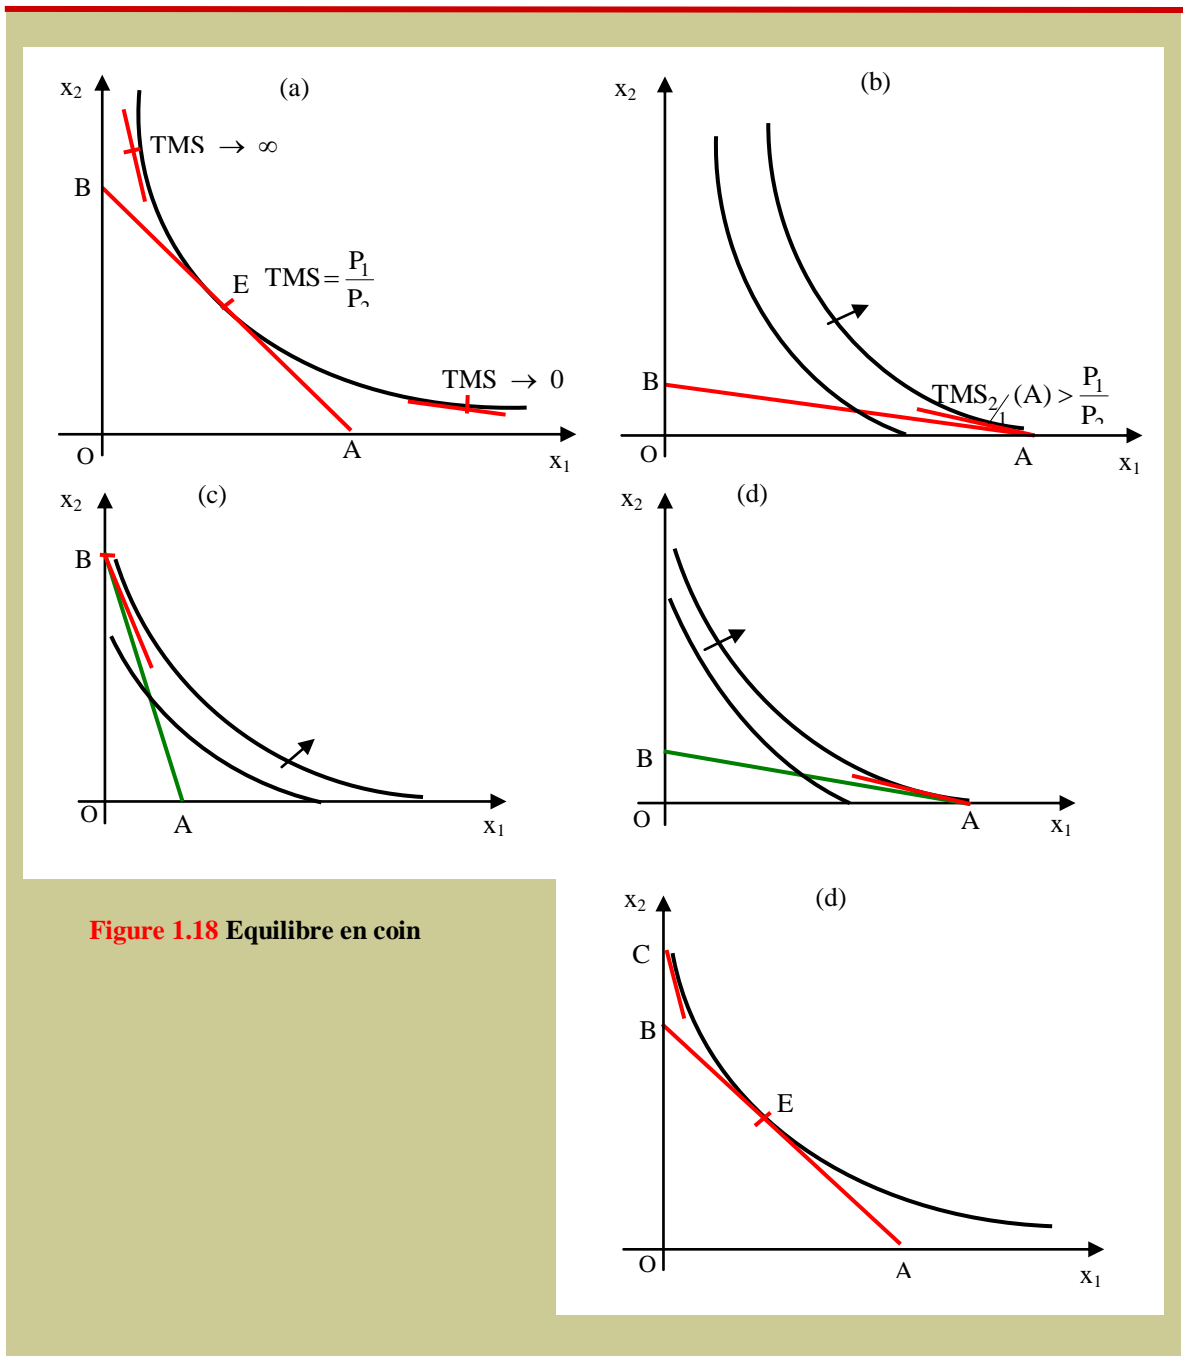 (a)
x₂
TMS → ∞
B
E
TMS = P₁/P₂
TMS → 0
O
A
x₁
(b)
x₂
B
TMS₂/₁ (A) > P₁/P₂
O
A
x₁
(c)
x₂
B
O
A
x₁
(d)
x₂
B
O
A
x₁
Figure 1.18 Equilibre en coin
(d)
x₂
C
B
E
O
A
x₁